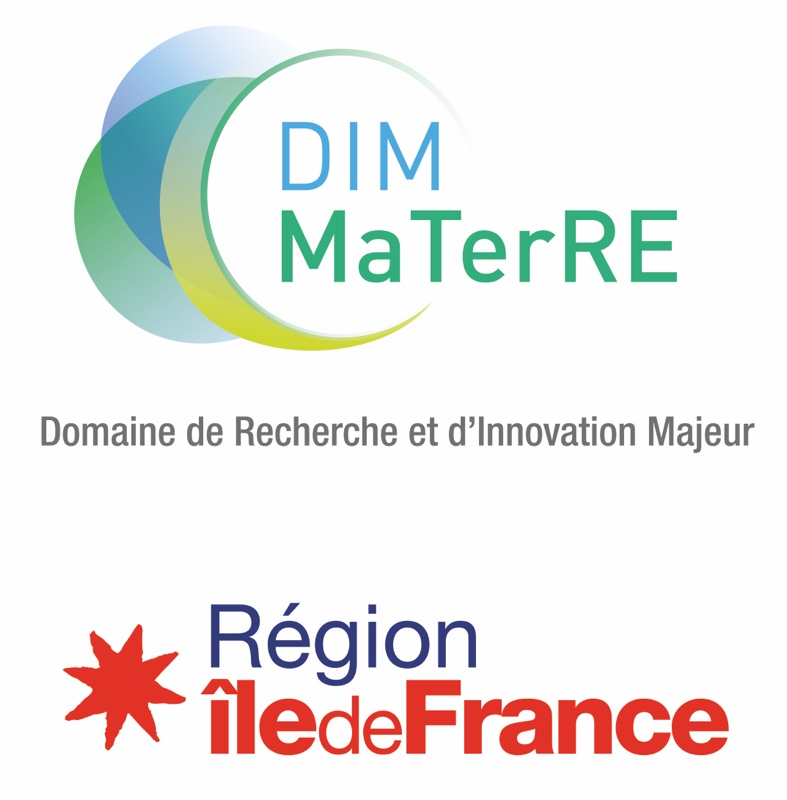 DIM
MaTerRE
Domaine de Recherche et d’Innovation Majeur
Région
îledeFrance